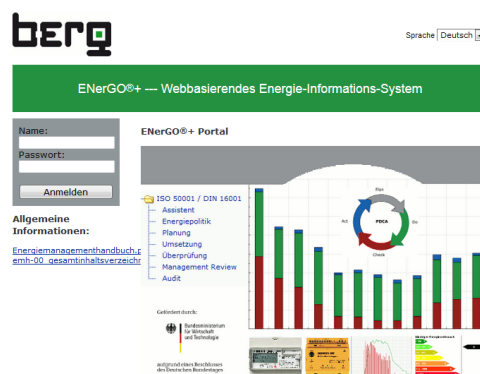 berg
Sprache Deutsch
ENerGO®+ --- Webbasierendes Energie-Informations-System
Name:
Passwort:
Anmelden
Allgemeine
Informationen:
Energiemanagementhandbuch.p
emh-00_gesamtinhaltsverzeichn
ENerGO®+ Portal
ISO 50001 / DIN 16001
Assistent
Energiepolitik
Planung
Umsetzung
Überprüfung
Management Review
Audit
Act
PDCA
Do
Check
Gefördert durch:
Bundesministerium
für Wirtschaft
und Technologie
aufgrund eines Beschlusses
des Deutschen Bundestages